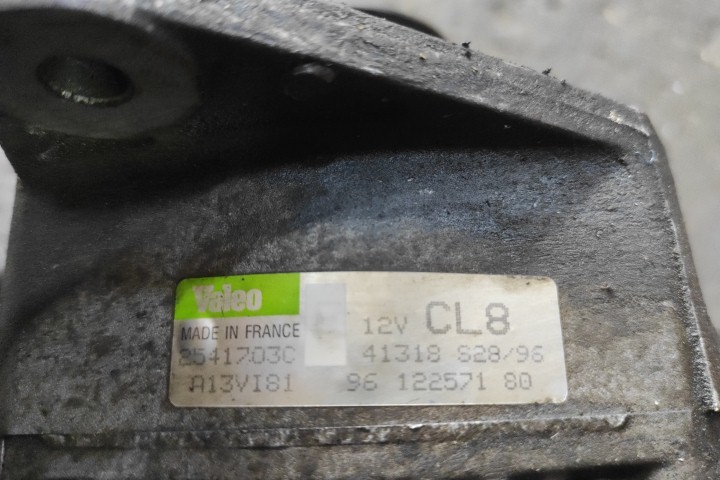 Valeo
MADE IN FRANCE 12V CL8
2541703C 41318 S28/96
A13VI81 96 122571 80